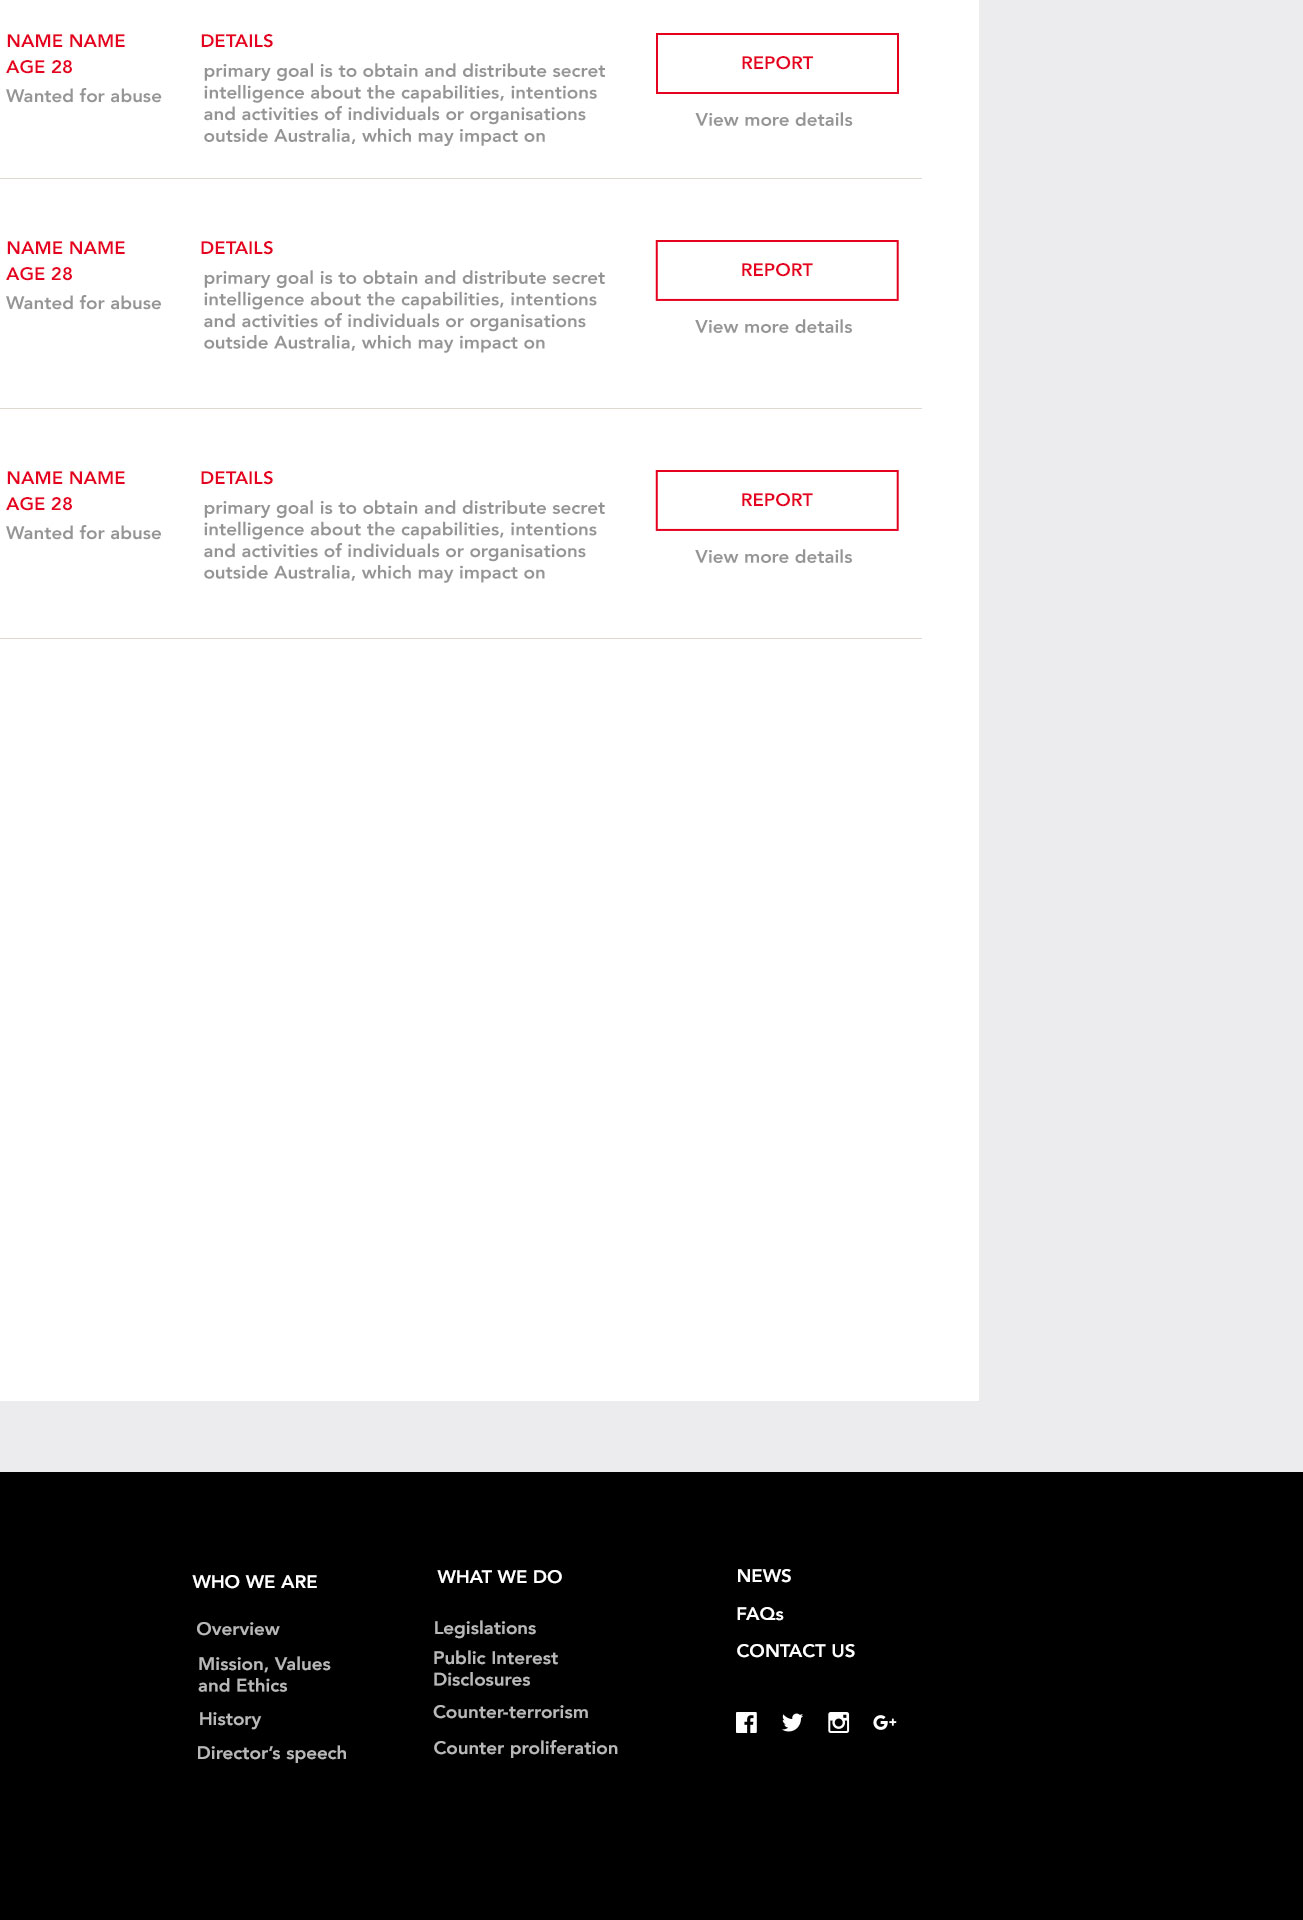 NAME NAME
AGE 28
Wanted for abuse
DETAILS
primary goal is to obtain and distribute secret
intelligence about the capabilities, intentions
and activities of individuals or organisations
outside Australia, which may impact on
REPORT
View more details
NAME NAME
AGE 28
Wanted for abuse
DETAILS
primary goal is to obtain and distribute secret
intelligence about the capabilities, intentions
and activities of individuals or organisations
outside Australia, which may impact on
REPORT
View more details
NAME NAME
AGE 28
Wanted for abuse
DETAILS
primary goal is to obtain and distribute secret
intelligence about the capabilities, intentions
and activities of individuals or organisations
outside Australia, which may impact on
REPORT
View more details
WHO WE ARE
Overview
Mission, Values
and Ethics
History
Director’s speech
WHAT WE DO
Legislations
Public Interest
Disclosures
Counter-terrorism
Counter proliferation
NEWS
FAQs
CONTACT US
G+